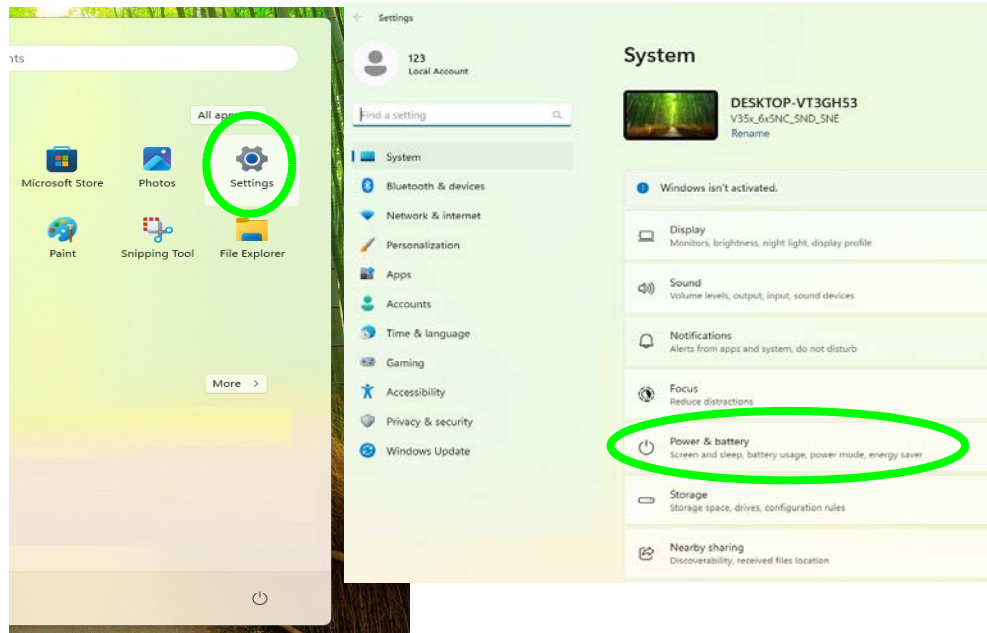 nts
All app
Microsoft Store
Photos
Settings
Paint
Snipping Tool
File Explorer
More >
Settings
123
Local Account
Find a setting
System
Bluetooth & devices
Network & internet
Personalization
Apps
Accounts
Time & language
Gaming
Accessibility
Privacy & security
Windows Update
System
DESKTOP-VT3GH53
V35x_6x5NC_SND_SNE
Rename
Windows isn't activated.
Display
Monitors, brightness, night light, display profile
Sound
Volume levels, output, input, sound devices
Notifications
Alerts from apps and system, do not disturb
Focus
Reduce distractions
Power & battery
Screen and sleep, battery usage, power mode, energy saver
Storage
Storage space, drives, configuration rules
Nearby sharing
Discoverability, received files location